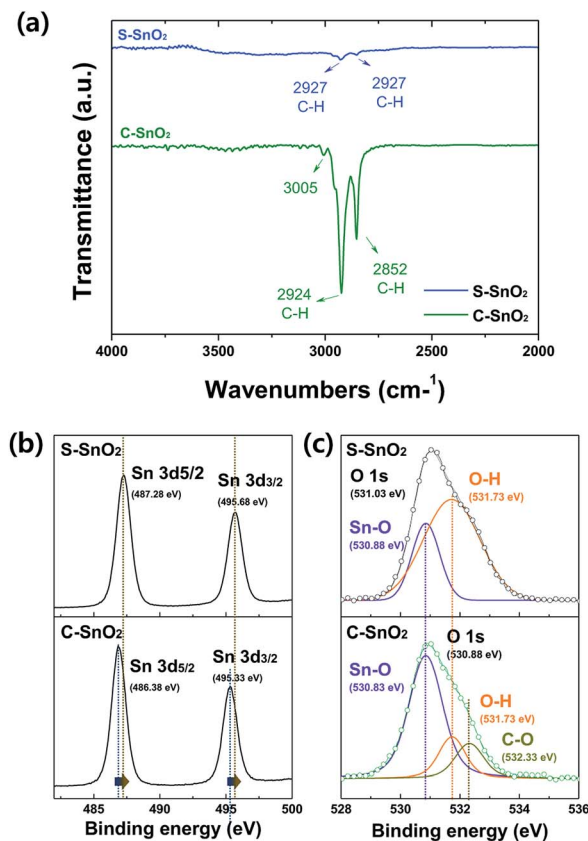 (a)
S-SnO₂
2927
C-H
2927
C-H
C-SnO₂
3005
2924
C-H
2852
C-H
S-SnO₂
C-SnO₂
Transmittance (a.u.)
4000 3500 3000 2500 2000
Wavenumbers (cm-¹)
(b)
S-SnO₂
Sn 3d5/2
(487.28 eV)
Sn 3d₃/₂
(495.68 eV)
C-SnO₂
Sn 3d₅/₂
(486.38 eV)
Sn 3d₃/₂
(495.33 eV)
485 490 495 500
Binding energy (eV)
(c)
S-SnO₂
O 1s
(531.03 eV)
O-H
(531.73 eV)
Sn-O
(530.88 eV)
C-SnO₂
O 1s
(530.88 eV)
Sn-O
(530.83 eV)
O-H
(531.73 eV)
C-O
(532.33 eV)
528 530 532 534 536
Binding energy (eV)